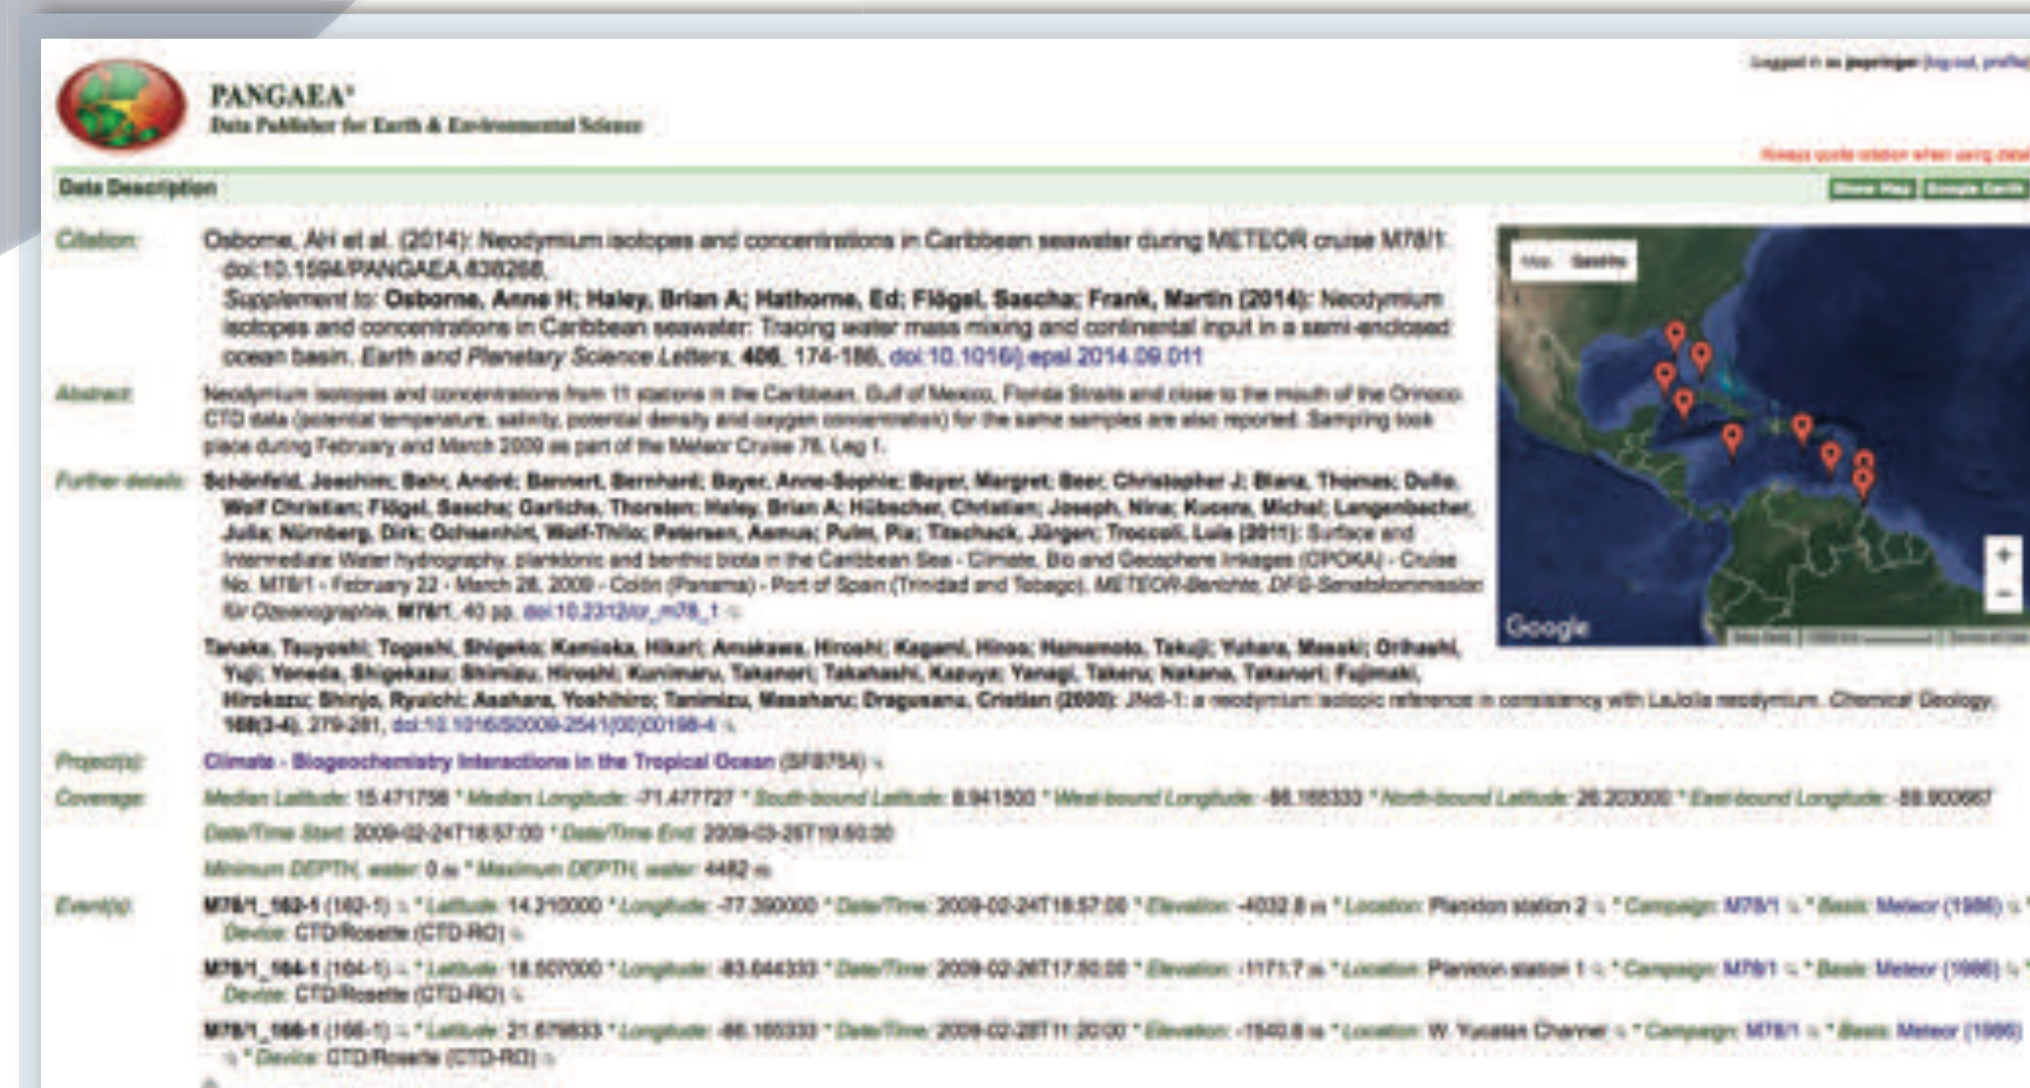 Logged in as pspringer (log out, profile)
PANGAEA®
Data Publisher for Earth & Environmental Science
Always quote citation when using data!
Data Description
Show Map Google Earth
Citation: Osborne, AH et al. (2014): Neodymium isotopes and concentrations in Caribbean seawater during METEOR cruise M78/1.
doi:10.1594/PANGAEA.838268,
Supplement to: Osborne, Anne H; Haley, Brian A; Hathorne, Ed; Flögel, Sascha; Frank, Martin (2014): Neodymium
isotopes and concentrations in Caribbean seawater: Tracing water mass mixing and continental input in a semi-enclosed
ocean basin. Earth and Planetary Science Letters, 406, 174-186, doi:10.1016/j.epsl.2014.09.011
Abstract: Neodymium isotopes and concentrations from 11 stations in the Caribbean, Gulf of Mexico, Florida Straits and close to the mouth of the Orinoco.
CTD data (potential temperature, salinity, potential density and oxygen concentration) for the same samples are also reported. Sampling took
place during February and March 2009 as part of the Meteor Cruise 78, Leg 1.
Further details: Schönfeld, Joachim; Bahr, André; Bannert, Bernhard; Bayer, Anne-Sophie; Bayer, Margret; Beer, Christopher J; Blanz, Thomas; Dullo,
Wolf Christian; Flögel, Sascha; Garlichs, Thorsten; Haley, Brian A; Hübscher, Christian; Joseph, Nina; Kucera, Michal; Langenbacher,
Julia; Nürnberg, Dirk; Ochsenhirt, Wolf-Thilo; Petersen, Asmus; Pulm, Pia; Titschack, Jürgen; Troccoli, Luis (2011): Surface and
Intermediate Water hydrography, planktonic and benthic biota in the Caribbean Sea - Climate, Bio and Geosphere linkages (OPOKA) - Cruise
No. M78/1 - February 22 - March 28, 2009 - Colón (Panama) - Port of Spain (Trinidad and Tobago). METEOR-Berichte, DFG-Senatskommission
für Ozeanographie, M78/1, 40 pp, doi:10.2312/cr_m78_1
Tanaka, Tsuyoshi; Togashi, Shigeko; Kamioka, Hikari; Amakawa, Hiroshi; Kagami, Hiroo; Hamamoto, Takuji; Yuhara, Masaki; Orihashi,
Yuji; Yoneda, Shigekazu; Shimizu, Hiroshi; Kunimaru, Takanori; Takahashi, Kazuya; Yanagi, Takeru; Nakano, Takanori; Fujimaki,
Hirokazu; Shinjo, Ryuichi; Asahara, Yoshihiro; Tanimizu, Masaharu; Dragusanu, Cristian (2000): JNdi-1: a neodymium isotopic reference in consistency with LaJolla neodymium. Chemical Geology,
168(3-4), 279-281, doi:10.1016/S0009-2541(00)00198-4
Project(s): Climate - Biogeochemistry Interactions in the Tropical Ocean (SFB754)
Coverage: Median Latitude: 15.471758 * Median Longitude: -71.477727 * South-bound Latitude: 8.941500 * West-bound Longitude: -86.165333 * North-bound Latitude: 26.203000 * East-bound Longitude: -59.900667
Date/Time Start: 2009-02-24T18:57:00 * Date/Time End:
Minimum DEPTH, water: 0 m * Maximum DEPTH, water: 4482 m
Event(s): M78/1_162-1 (162-1) * Latitude: 14.210000 * Longitude: -77.390000 * Date/Time: 2009-02-24T18:57:00 * Elevation: -4032.8 m * Location: Plankton station 2 * Campaign: M78/1 * Basis: Meteor (1986) *
Device: CTD/Rosette (CTD-RO)
M78/1_164-1 (164-1) * Latitude: 18.507000 * Longitude: -83.644333 * Date/Time: 2009-02-26T17:50:00 * Elevation: -1171.7 m * Location: Plankton station 1 * Campaign: M78/1 * Basis: Meteor (1986) *
Device: CTD/Rosette (CTD-RO)
M78/1_166-1 (166-1) * Latitude: 21.679833 * Longitude: -86.165333 * Date/Time: 2009-02-28T11:20:00 * Elevation: -1540.8 m * Location: W. Yucatan Channel * Campaign: M78/1 * Basis: Meteor (1986)
* Device: CTD/Rosette (CTD-RO)
Map Satellite
Google